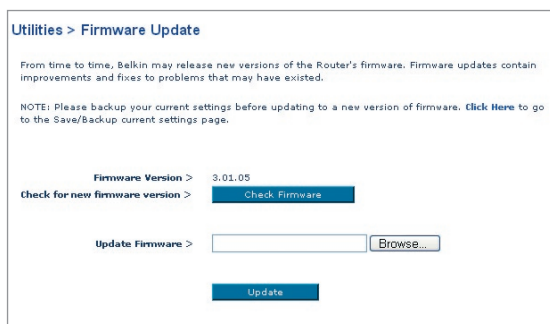 Utilities > Firmware Update
From time to time, Belkin may release new versions of the Router's firmware. Firmware updates contain
improvements and fixes to problems that may have existed.
NOTE: Please backup your current settings before updating to a new version of firmware. Click Here to go
to the Save/Backup current settings page.
Firmware Version > 3.01.05
Check for new firmware version > Check Firmware
Update Firmware > Browse...
Update